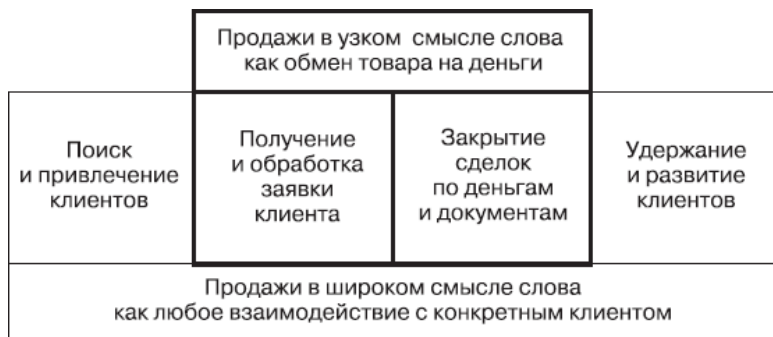 Продажи в узком смысле слова
как обмен товара на деньги
Поиск
и привлечение
клиентов
Получение
и обработка
заявки
клиента
Закрытие
сделок
по деньгам
и документам
Удержание
и развитие
клиентов
Продажи в широком смысле слова
как любое взаимодействие с конкретным клиентом